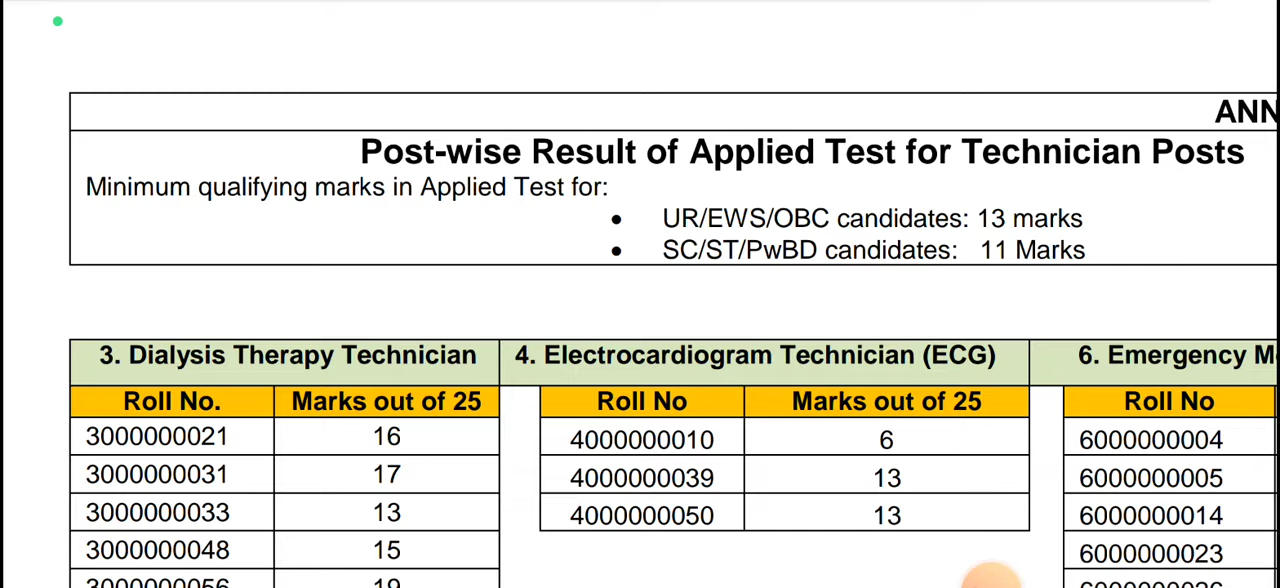 ANN
Post-wise Result of Applied Test for Technician Posts
Minimum qualifying marks in Applied Test for:
• UR/EWS/OBC candidates: 13 marks
• SC/ST/PwBD candidates: 11 Marks
3. Dialysis Therapy Technician 4. Electrocardiogram Technician (ECG) 6. Emergency
Roll No. Marks out of 25 Roll No Marks out of 25 Roll No
3000000021 16 4000000010 6 6000000004
3000000031 17 4000000039 13 6000000005
3000000033 13 4000000050 13 6000000014
3000000048 15 6000000023
3000000056 19